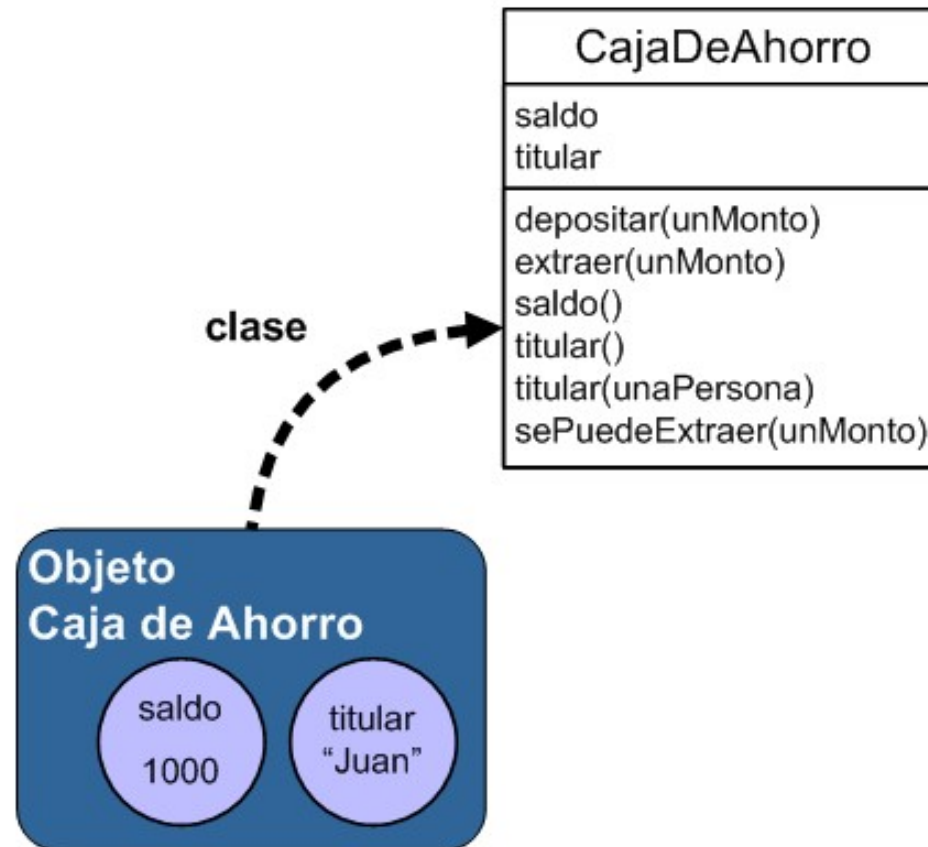 CajaDeAhorro
saldo
titular
depositar(unMonto)
extraer(unMonto)
saldo()
titular()
titular(unaPersona)
sePuedeExtraer(unMonto)
clase
Objeto
Caja de Ahorro
saldo
1000
titular
“Juan”